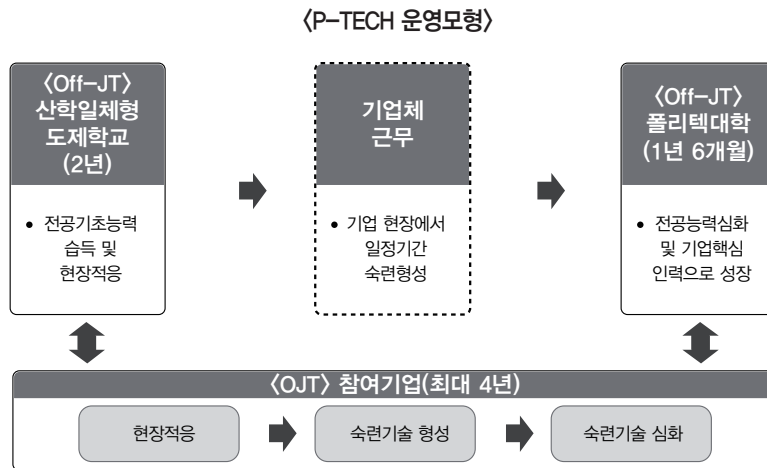 〈P-TECH 운영모형〉
〈Off-JT〉
산학일체형
도제학교
(2년)
• 전공기초능력
습득 및
현장적응
기업체
근무
• 기업 현장에서
일정기간
숙련형성
〈Off-JT〉
폴리텍대학
(1년 6개월)
• 전공능력심화
및 기업핵심
인력으로 성장
〈OJT〉 참여기업(최대 4년)
현장적응
숙련기술 형성
숙련기술 심화